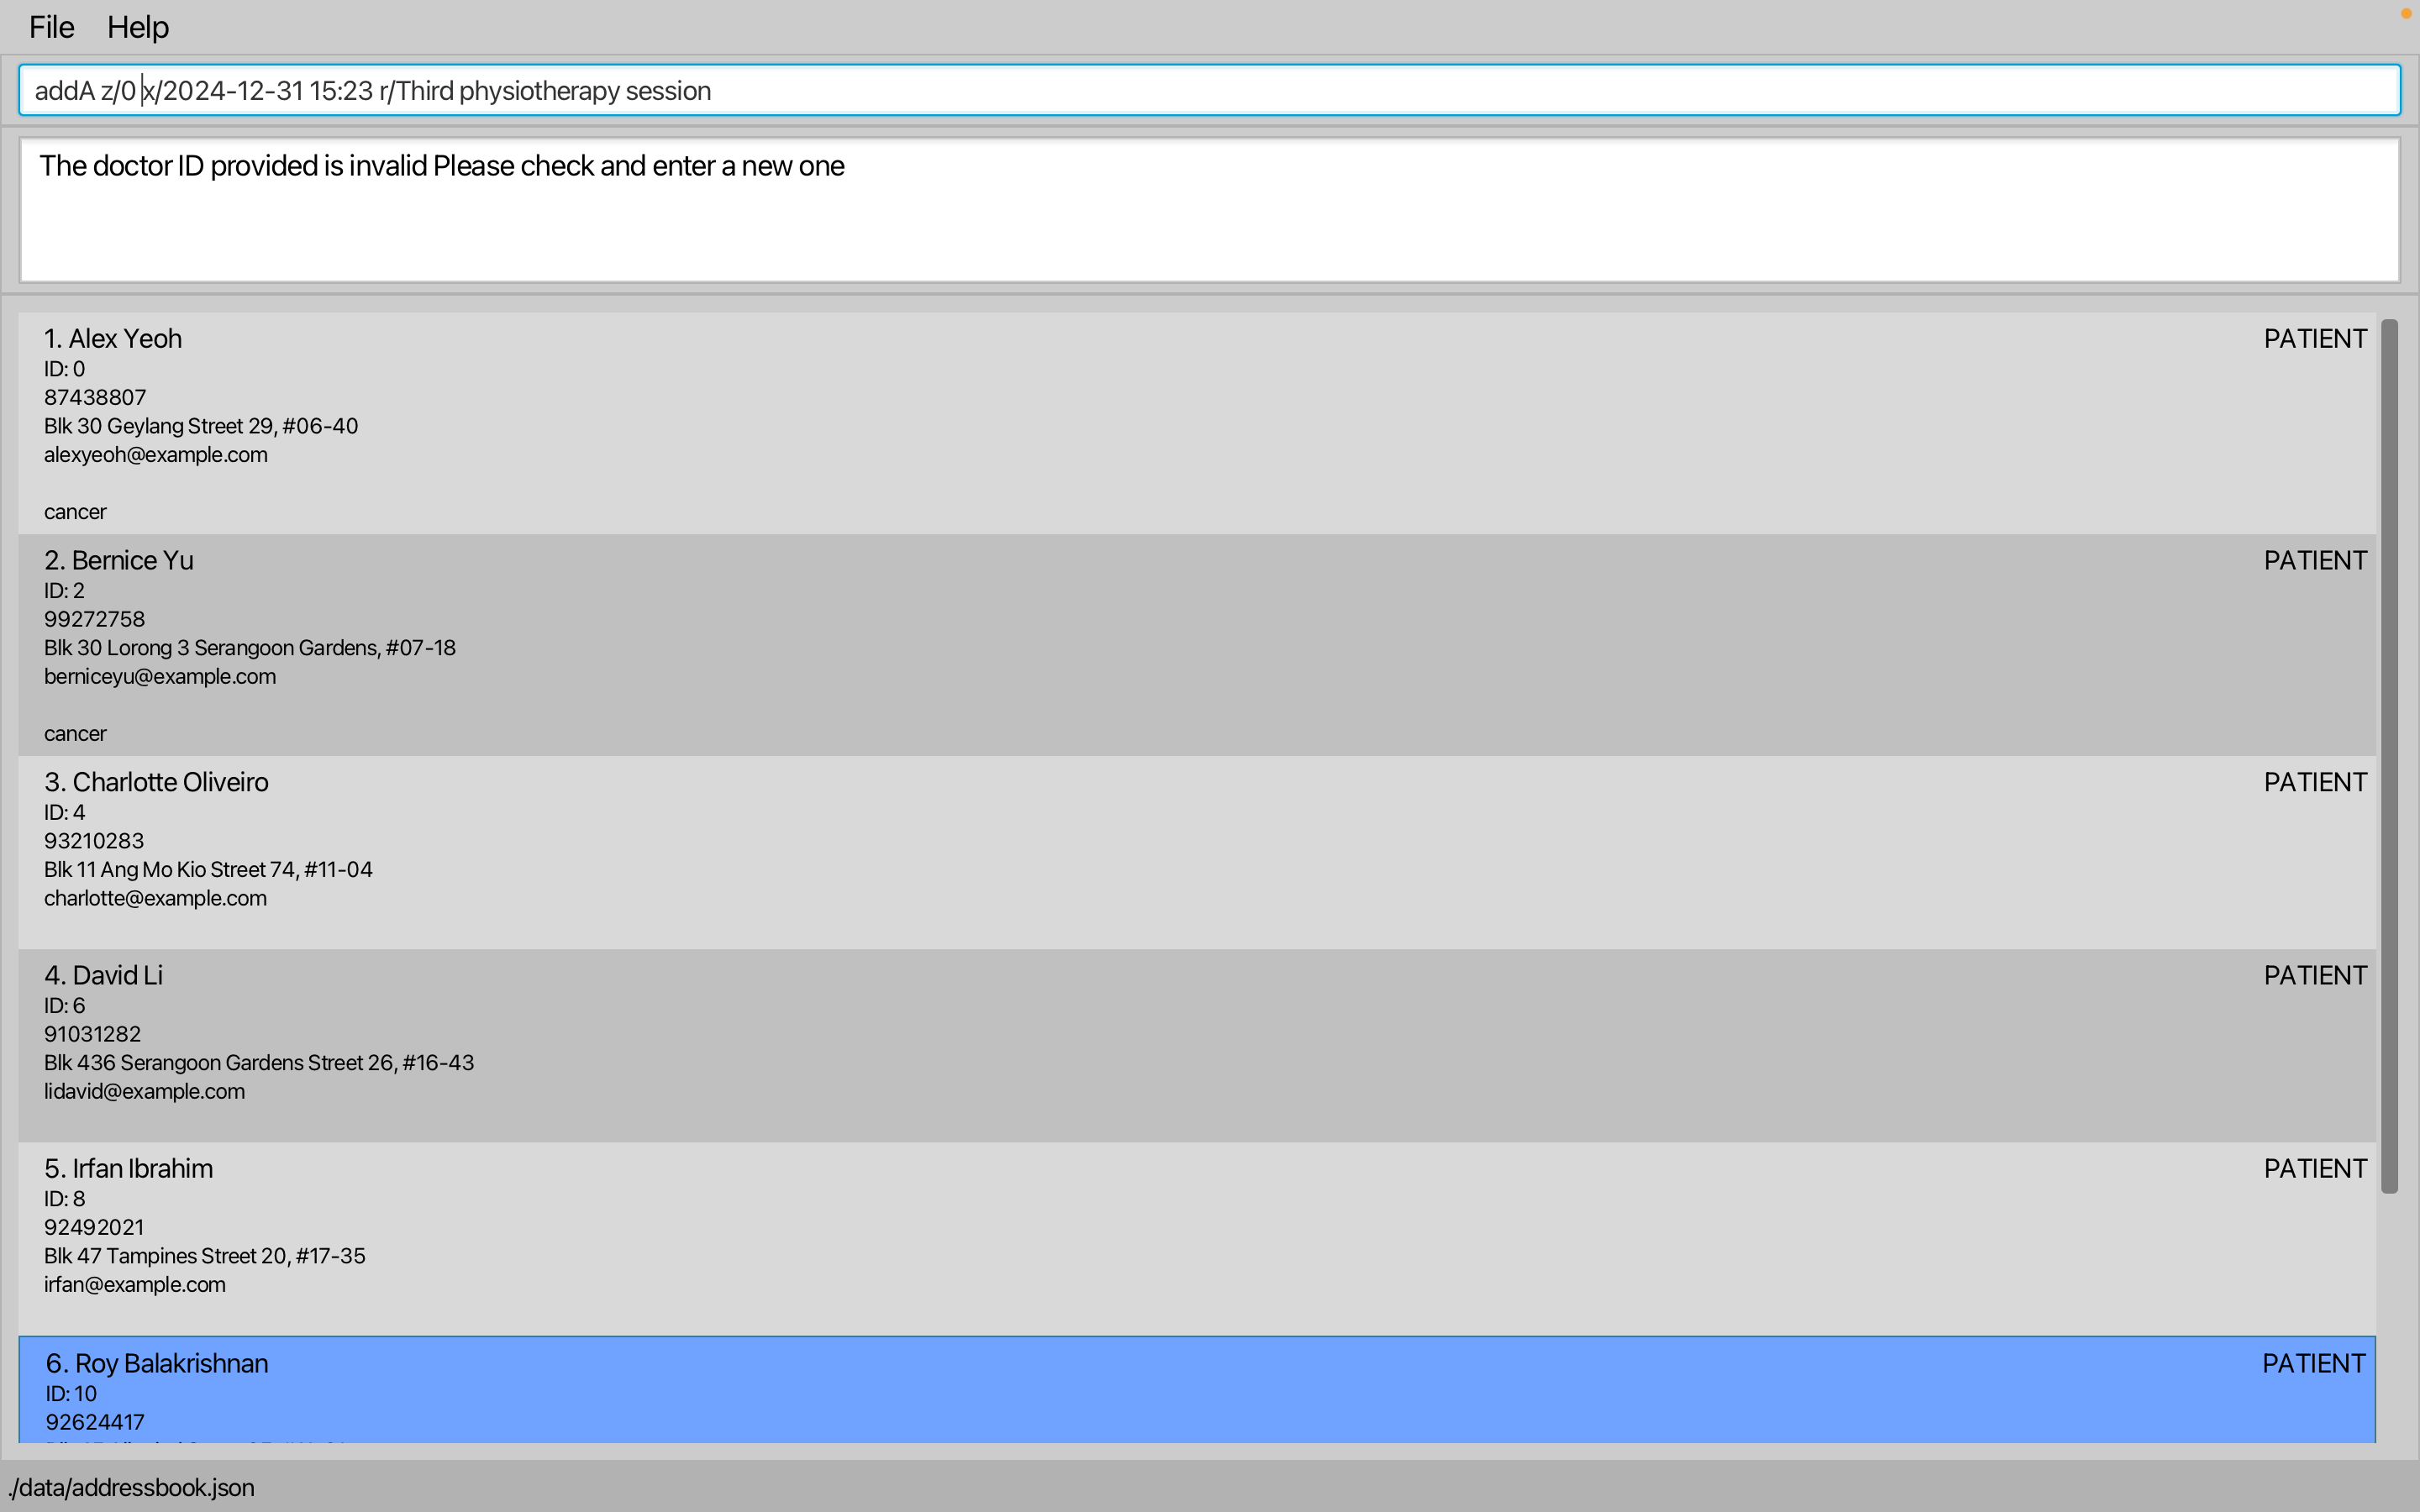 File Help
addA z/0 x/2024-12-31 15:23 r/Third physiotherapy session
The doctor ID provided is invalid Please check and enter a new one
1. Alex Yeoh PATIENT
ID: 0
87438807
Blk 30 Geylang Street 29, #06-40
alexyeoh@example.com
cancer
2. Bernice Yu PATIENT
ID: 2
99272758
Blk 30 Lorong 3 Serangoon Gardens, #07-18
berniceyu@example.com
cancer
3. Charlotte Oliveiro PATIENT
ID: 4
93210283
Blk 11 Ang Mo Kio Street 74, #11-04
charlotte@example.com
4. David Li PATIENT
ID: 6
91031282
Blk 436 Serangoon Gardens Street 26, #16-43
lidavid@example.com
5. Irfan Ibrahim PATIENT
ID: 8
92492021
Blk 47 Tampines Street 20, #17-35
irfan@example.com
6. Roy Balakrishnan PATIENT
ID: 10
92624417
./data/addressbook.json